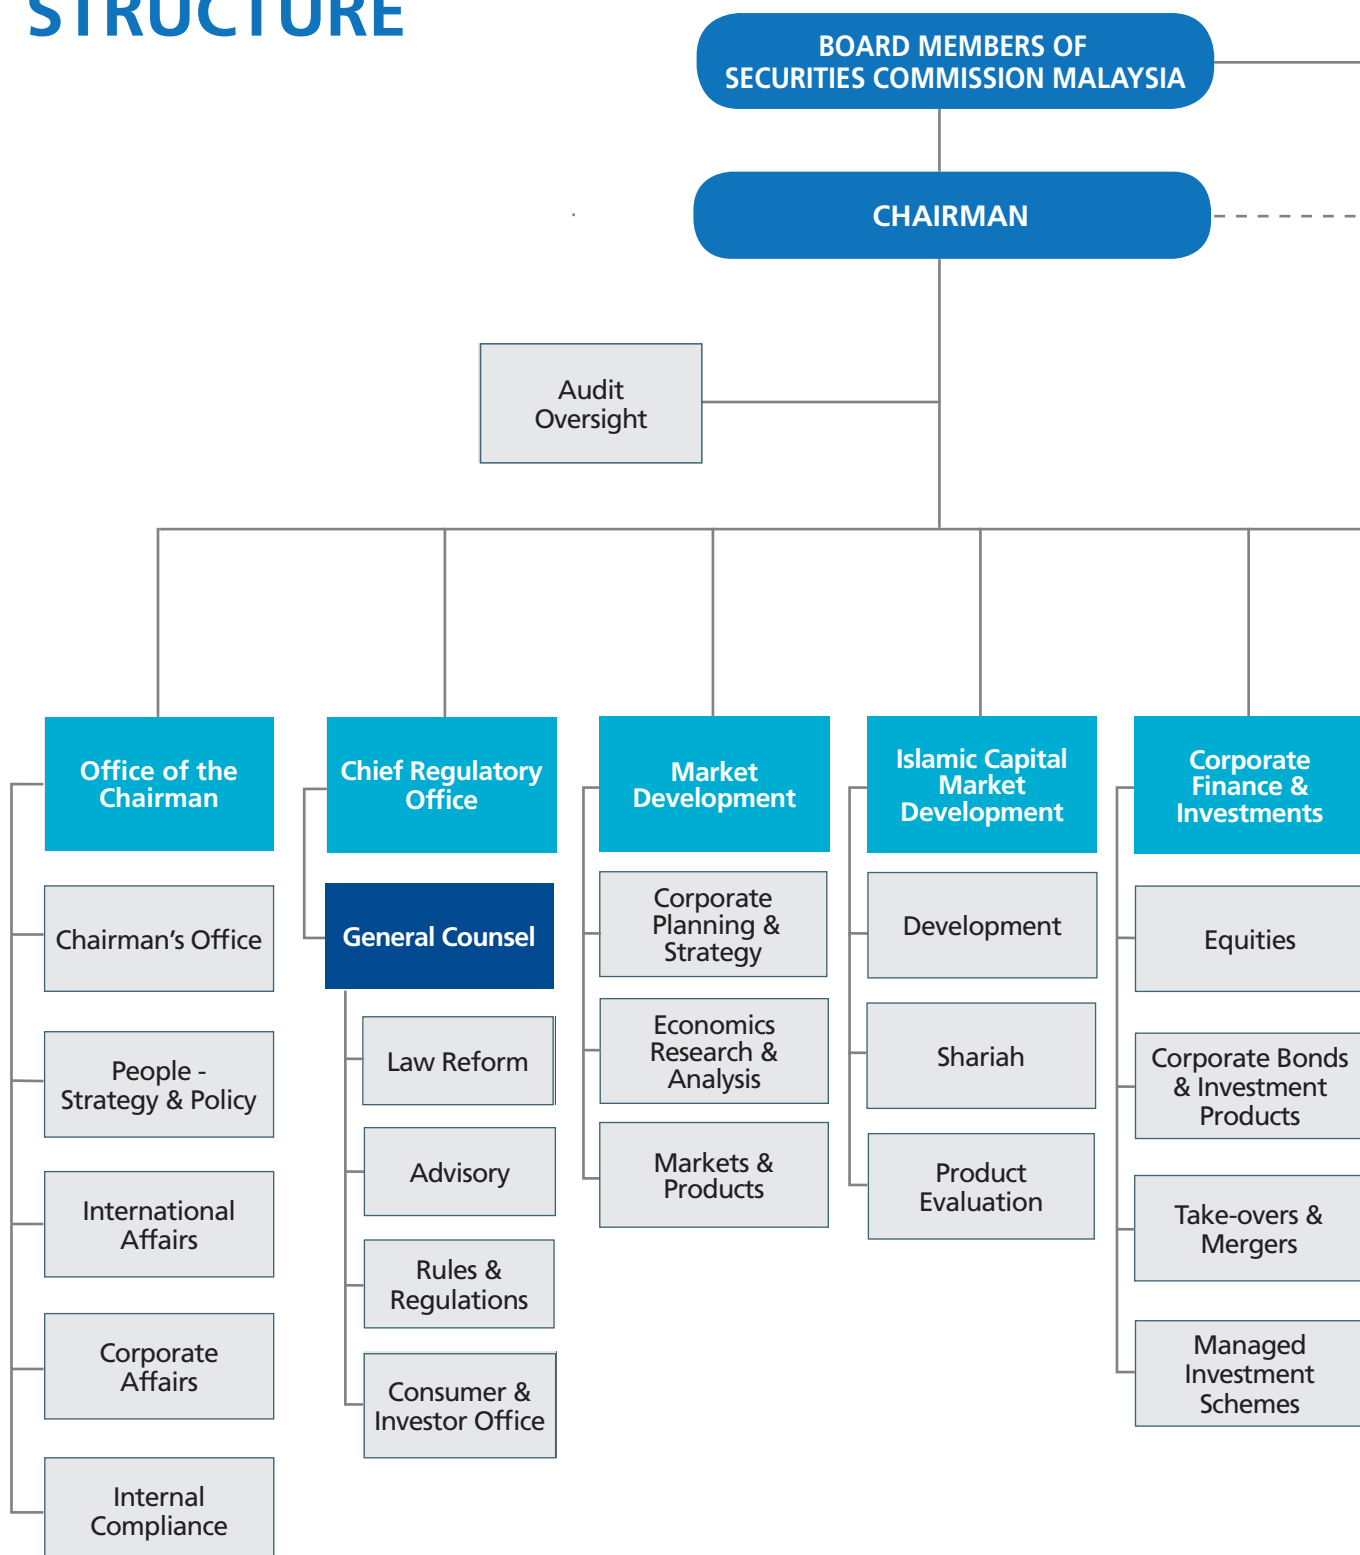 STRUCTURE
BOARD MEMBERS OF
SECURITIES COMMISSION MALAYSIA
CHAIRMAN
Audit
Oversight
Office of the
Chairman
Chairman's Office
People -
Strategy & Policy
International
Affairs
Corporate
Affairs
Internal
Compliance
Chief Regulatory
Office
General Counsel
Law Reform
Advisory
Rules &
Regulations
Consumer &
Investor Office
Market
Development
Corporate
Planning &
Strategy
Economics
Research &
Analysis
Markets &
Products
Islamic Capital
Market
Development
Development
Shariah
Product
Evaluation
Corporate
Finance &
Investments
Equities
Corporate Bonds
& Investment
Products
Take-overs &
Mergers
Managed
Investment
Schemes